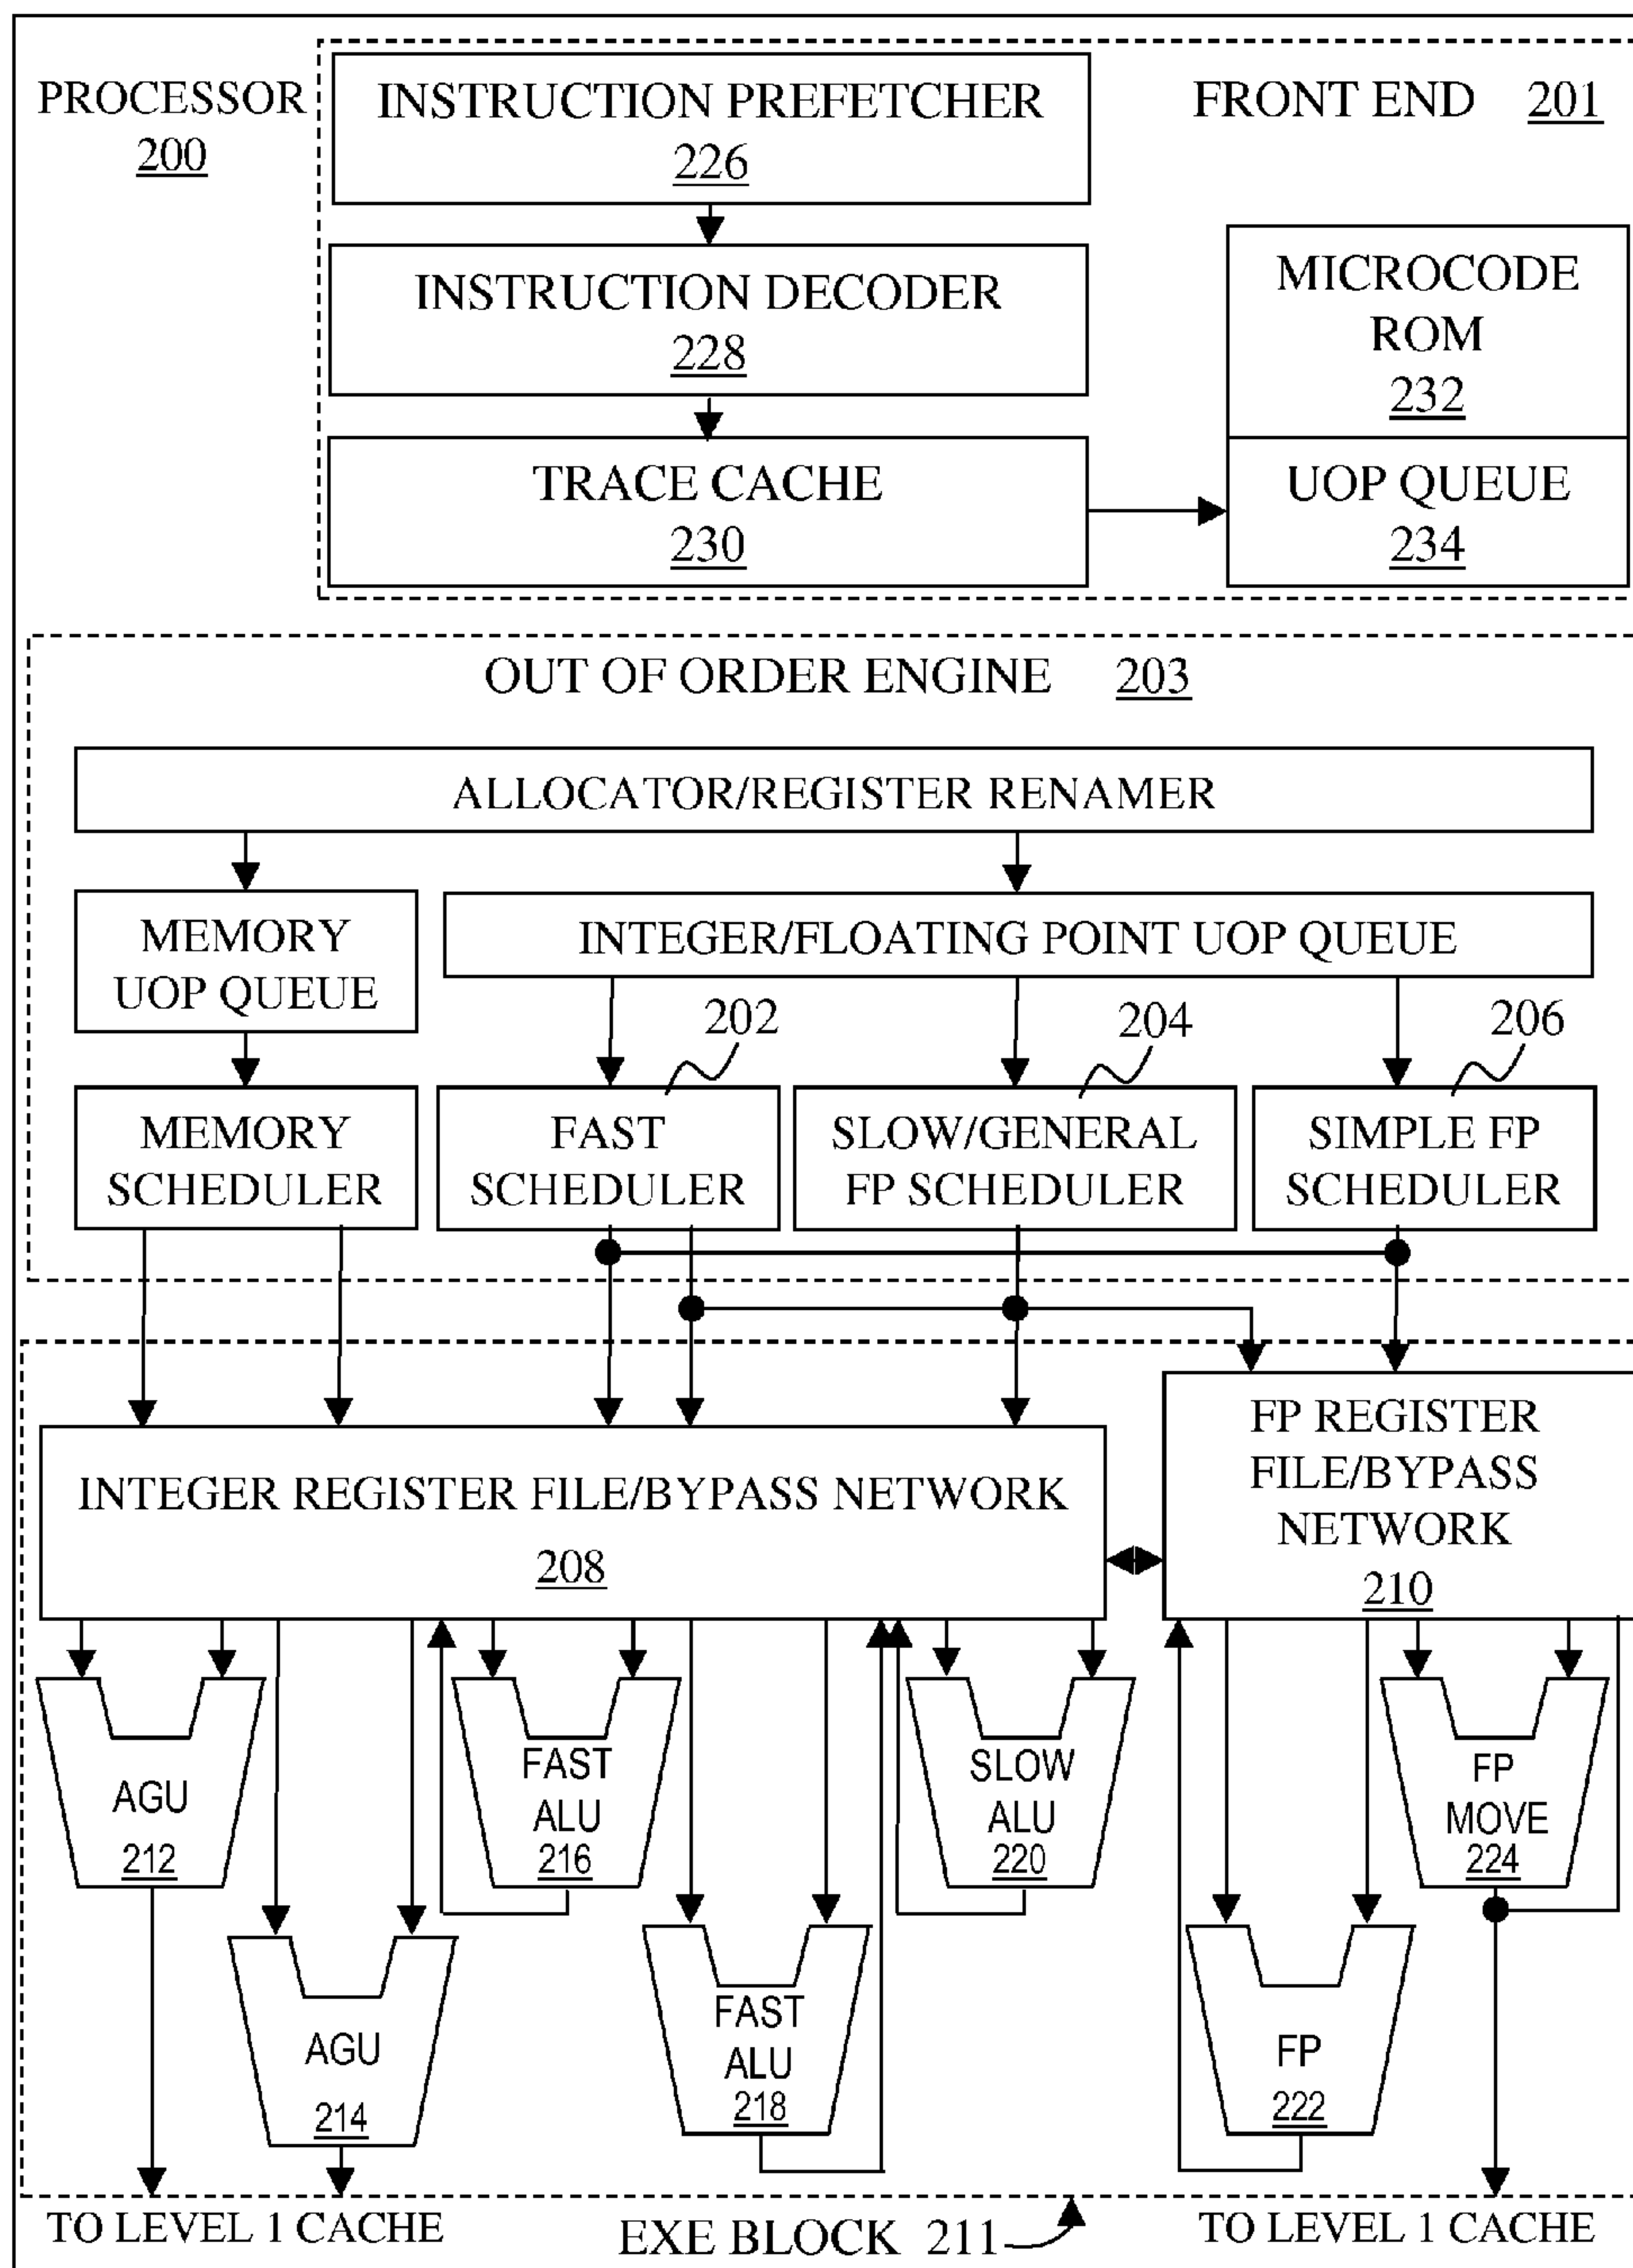 PROCESSOR
200
INSTRUCTION PREFETCHER
226
FRONT END 201
INSTRUCTION DECODER
228
MICROCODE
ROM
232
TRACE CACHE
230
UOP QUEUE
234
OUT OF ORDER ENGINE 203
ALLOCATOR/REGISTER RENAMER
MEMORY
UOP QUEUE
INTEGER/FLOATING POINT UOP QUEUE
202
204
206
MEMORY
SCHEDULER
FAST
SCHEDULER
SLOW/GENERAL
FP SCHEDULER
SIMPLE FP
SCHEDULER
INTEGER REGISTER FILE/BYPASS NETWORK
208
FP REGISTER
FILE/BYPASS
NETWORK
210
AGU
212
FAST
ALU
216
SLOW
ALU
220
FP
MOVE
224
AGU
214
FAST
ALU
218
FP
222
TO LEVEL 1 CACHE
EXE BLOCK 211
TO LEVEL 1 CACHE